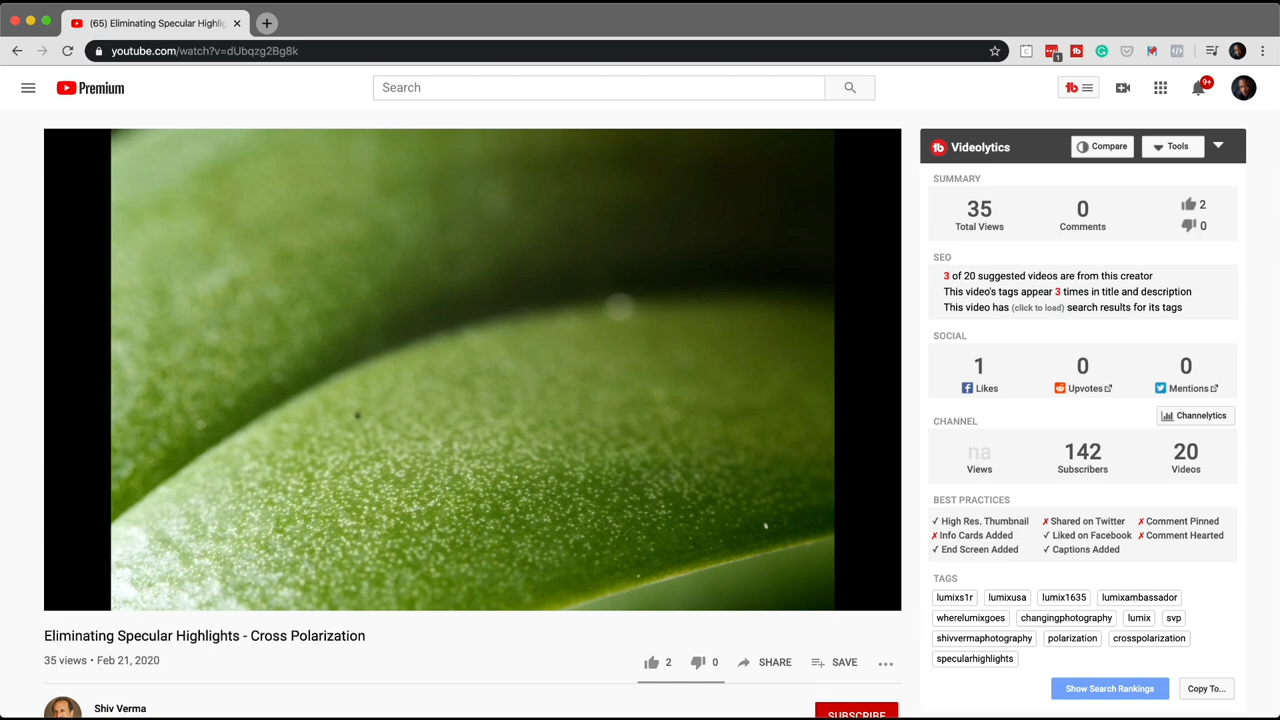 (65) Eliminating Specular Highlig
youtube.com/watch?v=dUbqzg2Bg8k
1
Premium
Search
9+
Videolytics
Compare
Tools
SUMMARY
35
Total Views
0
Comments
2
0
SEO
3 of 20 suggested videos are from this creator
This video's tags appear 3 times in title and description
This video has (click to load) search results for its tags
SOCIAL
1
Likes
0
Upvotes
0
Mentions
Channelytics
CHANNEL
na
Views
142
Subscribers
20
Videos
BEST PRACTICES
✓ High Res. Thumbnail ✗ Shared on Twitter ✗ Comment Pinned
✗ Info Cards Added ✓ Liked on Facebook ✗ Comment Hearted
✓ End Screen Added ✓ Captions Added
TAGS
lumixs1r lumixusa lumix1635 lumixambassador
wherelumixgoes changingphotography lumix svp
shivvermaphotography polarization crosspolarization
specularhighlights
Show Search Rankings Copy To...
Eliminating Specular Highlights - Cross Polarization
35 views • Feb 21, 2020
2 0 SHARE SAVE
Shiv Verma
SUBSCRIBE